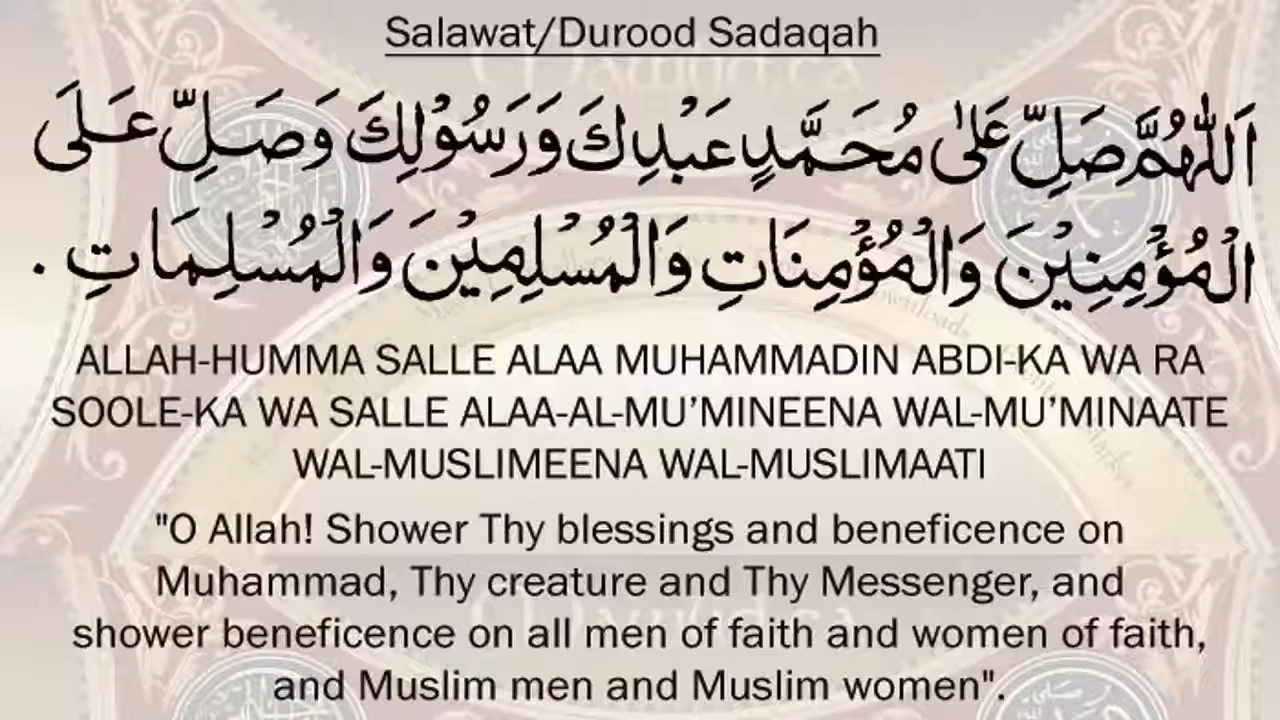 Salawat/Durood Sadaqah
اَللّٰهُمَّ صَلِّ عَلىٰ مُحَمَّدٍ عَبْدِكَ وَرَسُوْلِكَ وَصَلِّ عَلَى
الْمُؤْمِنِيْنَ وَالْمُؤْمِنَاتِ وَالْمُسْلِمِيْنَ وَالْمُسْلِمَاتِ .
ALLAH-HUMMA SALLE ALAA MUHAMMADIN ABDI-KA WA RA
SOOLE-KA WA SALLE ALAA-AL-MU’MINEENA WAL-MU’MINAATE
WAL-MUSLIMEENA WAL-MUSLIMAATI
"O Allah! Shower Thy blessings and beneficence on
Muhammad, Thy creature and Thy Messenger, and
shower beneficence on all men of faith and women of faith,
and Muslim men and Muslim women".